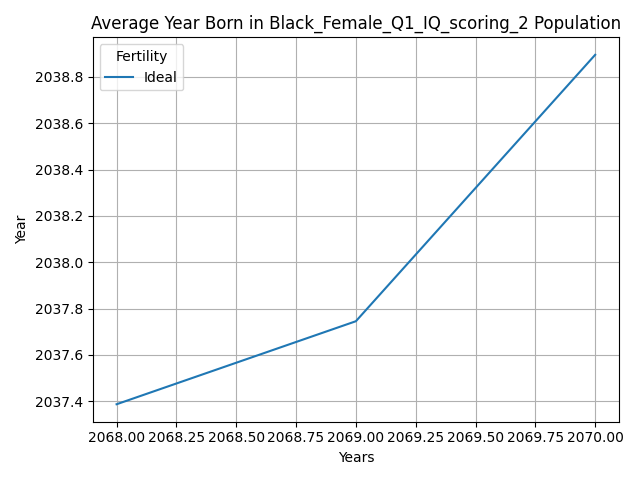 Average Year Born in Black_Female_Q1_IQ_scoring_2 Population
Fertility
Ideal
Year
2038.8
2038.6
2038.4
2038.2
2038.0
2037.8
2037.6
2037.4
2068.00 2068.25 2068.50 2068.75 2069.00 2069.25 2069.50 2069.75 2070.00
Years